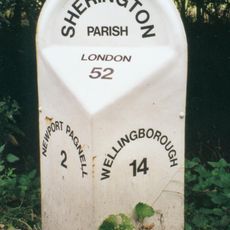 SHERINGTON
PARISH
LONDON
52
NEWPORT PAGNELL
2
WELLINGBOROUGH
14